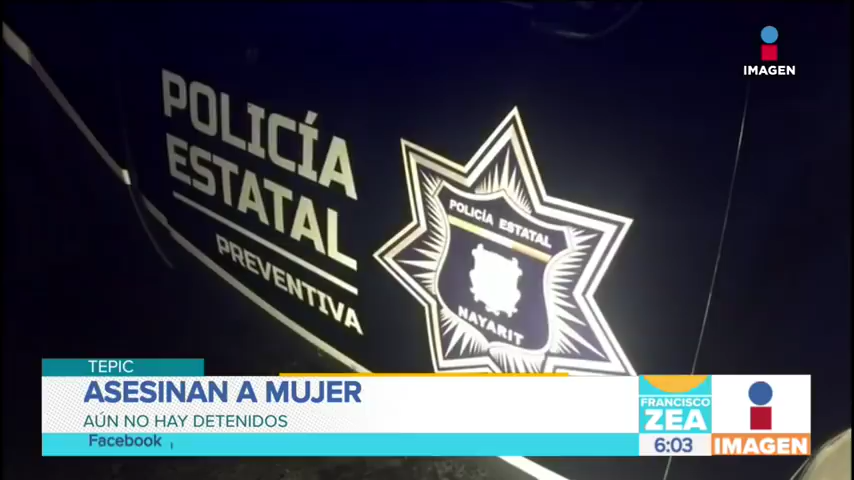 IMAGEN
POLICÍA
ESTATAL
PREVENTIVA
POLICÍA ESTATAL
NAYARIT
TEPIC
ASESINAN A MUJER
AÚN NO HAY DETENIDOS
Facebook
FRANCISCO
ZEA
6:03
IMAGEN